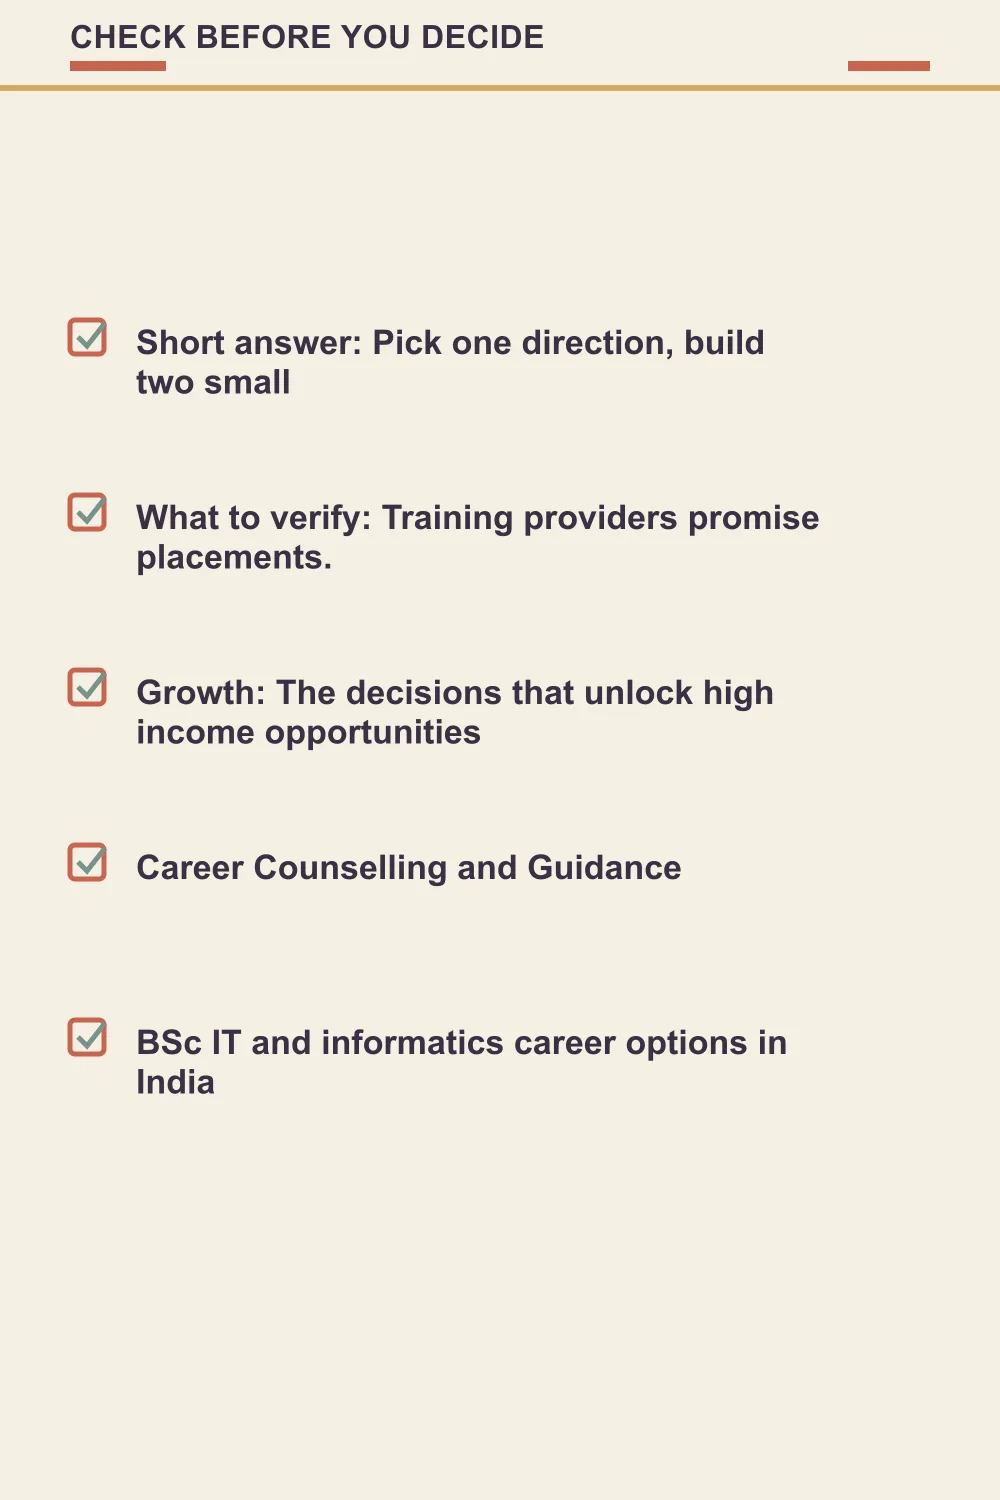 CHECK BEFORE YOU DECIDE
Short answer: Pick one direction, build
two small
What to verify: Training providers promise
placements.
Growth: The decisions that unlock high
income opportunities
Career Counselling and Guidance
BSc IT and informatics career options in
India